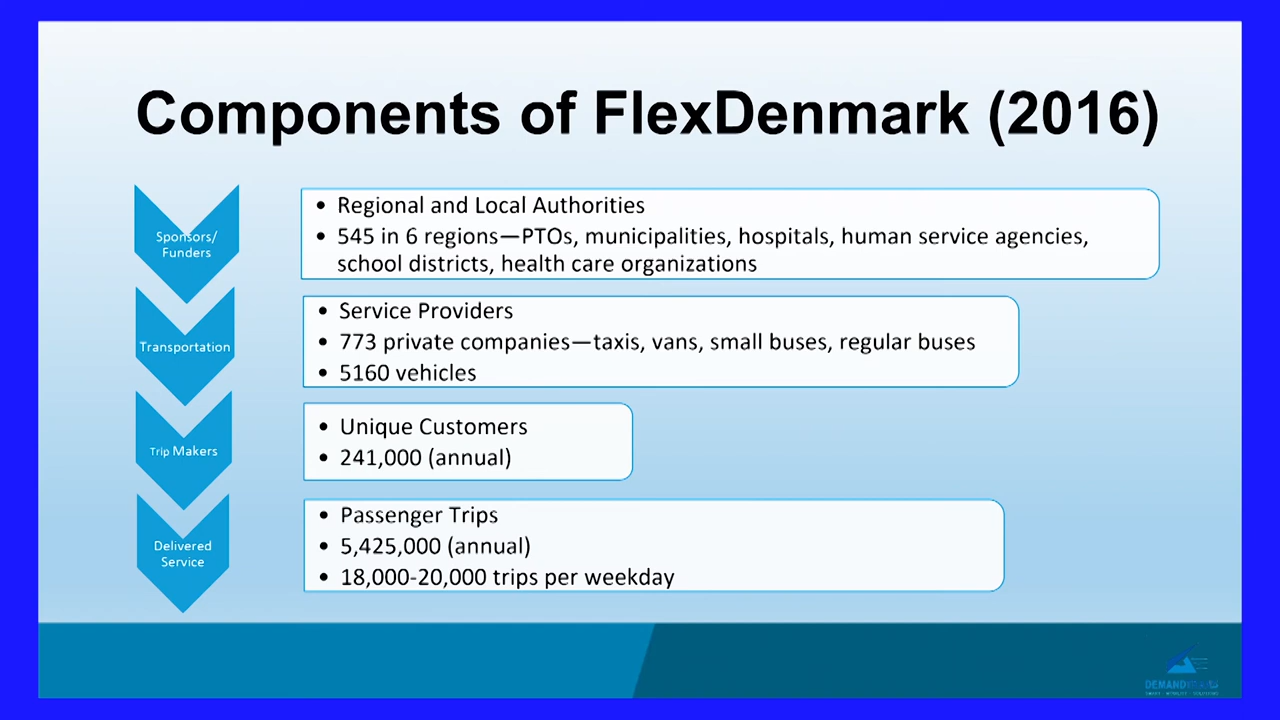 Components of FlexDenmark (2016)
Sponsors/
Funders
• Regional and Local Authorities
• 545 in 6 regions—PTOs, municipalities, hospitals, human service agencies,
school districts, health care organizations
Transportation
• Service Providers
• 773 private companies—taxis, vans, small buses, regular buses
• 5160 vehicles
Trip Makers
• Unique Customers
• 241,000 (annual)
Delivered
Service
• Passenger Trips
• 5,425,000 (annual)
• 18,000-20,000 trips per weekday